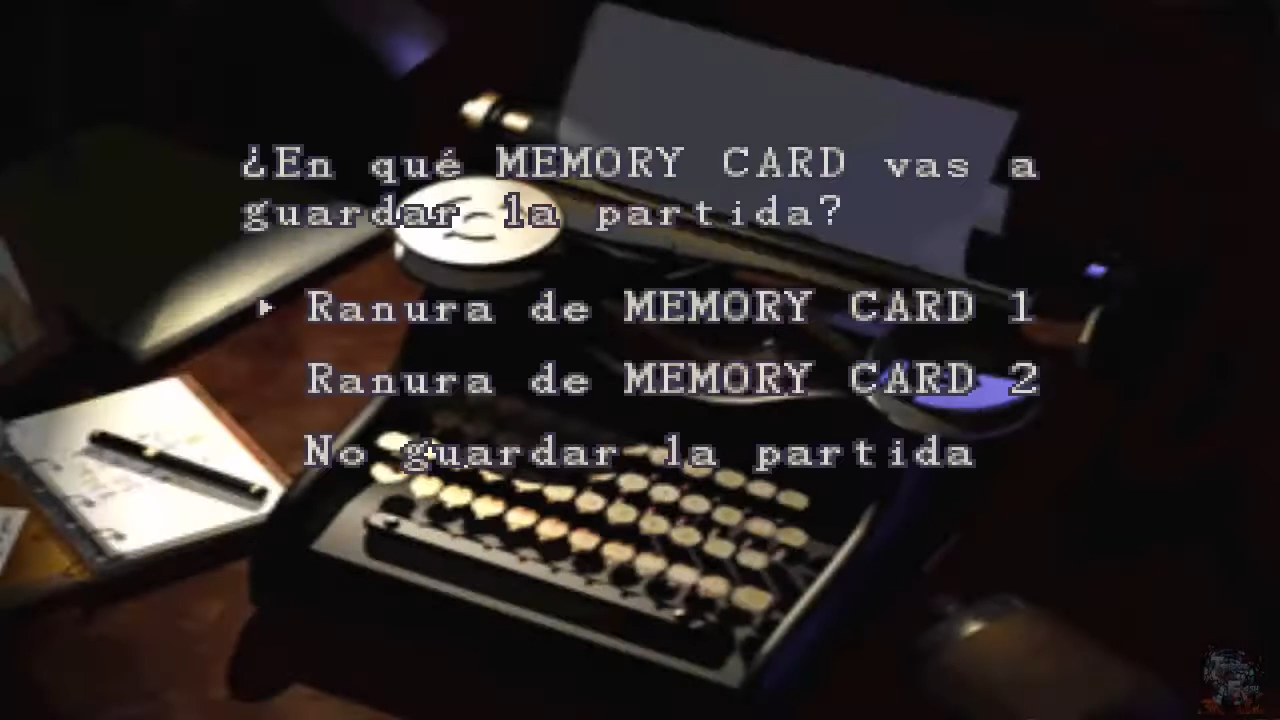 ¿En qué MEMORY CARD vas a
guardar la partida?
Ranura de MEMORY CARD 1
Ranura de MEMORY CARD 2
No guardar la partida